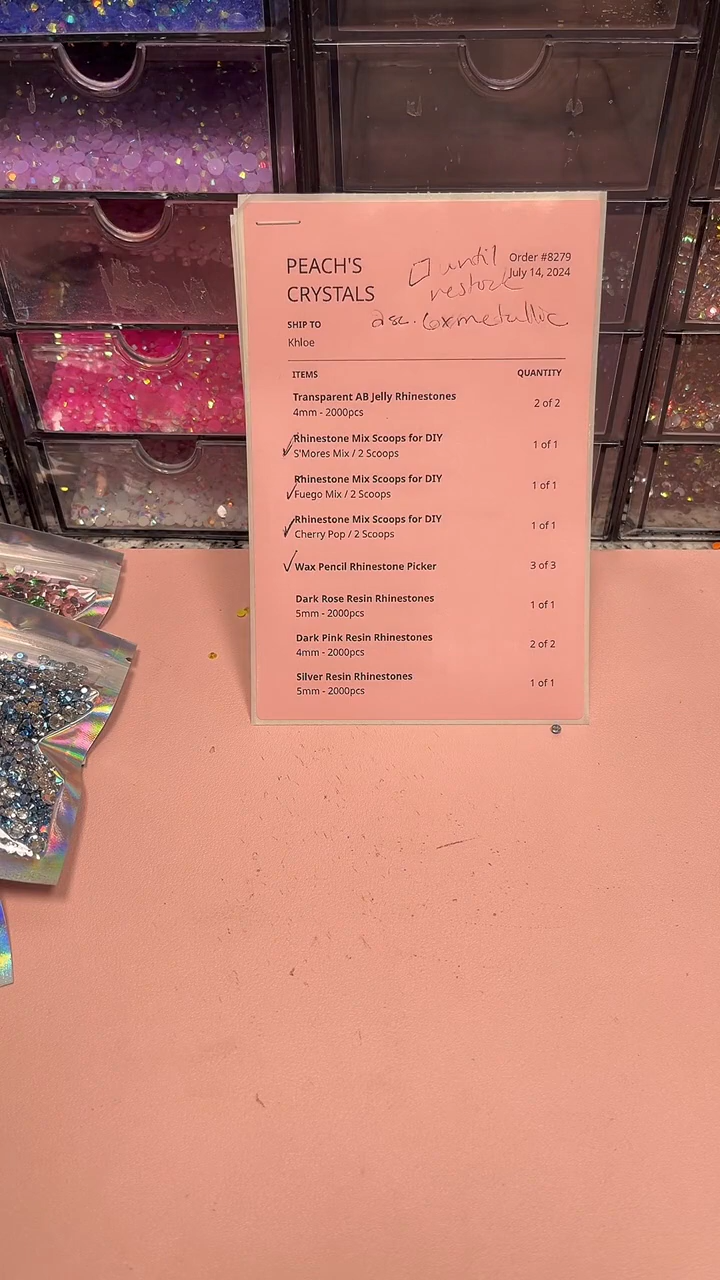 PEACH'S
CRYSTALS
until
restock
Order #8279
July 14, 2024
2 sc. 6x metallic
SHIP TO
Khloe
ITEMS QUANTITY
Transparent AB Jelly Rhinestones
4mm - 2000pcs 2 of 2
Rhinestone Mix Scoops for DIY
S'Mores Mix / 2 Scoops 1 of 1
Rhinestone Mix Scoops for DIY
Fuego Mix / 2 Scoops 1 of 1
Rhinestone Mix Scoops for DIY
Cherry Pop / 2 Scoops 1 of 1
Wax Pencil Rhinestone Picker 3 of 3
Dark Rose Resin Rhinestones
5mm - 2000pcs 1 of 1
Dark Pink Resin Rhinestones
4mm - 2000pcs 2 of 2
Silver Resin Rhinestones
5mm - 2000pcs 1 of 1